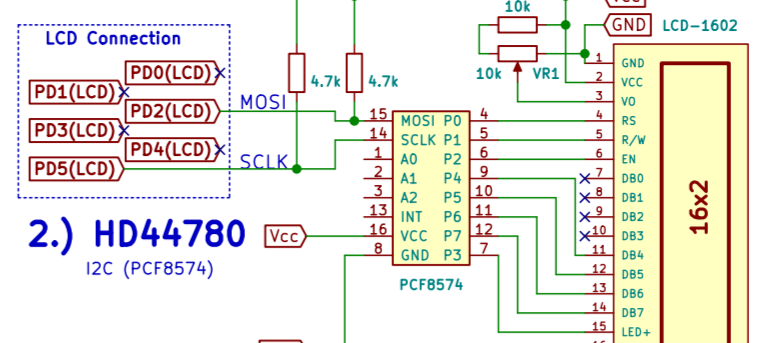 10k
Vcc
GND
LCD-1602
LCD Connection
PD0(LCD)
PD1(LCD)
PD2(LCD)
PD3(LCD)
PD4(LCD)
PD5(LCD)
MOSI
SCLK
4.7k
4.7k
10k
VR1
15 MOSI P0 4
14 SCLK P1 5
1 A0 P2 6
2 A1 P4 9
3 A2 P5 10
13 INT P6 11
16 VCC P7 12
8 GND P3 7
PCF8574
Vcc
2.) HD44780
I2C (PCF8574)
1 GND
2 VCC
3 VO
4 RS
5 R/W
6 EN
7 DB0
8 DB1
9 DB2
10 DB3
11 DB4
12 DB5
13 DB6
14 DB7
15 LED+
16x2